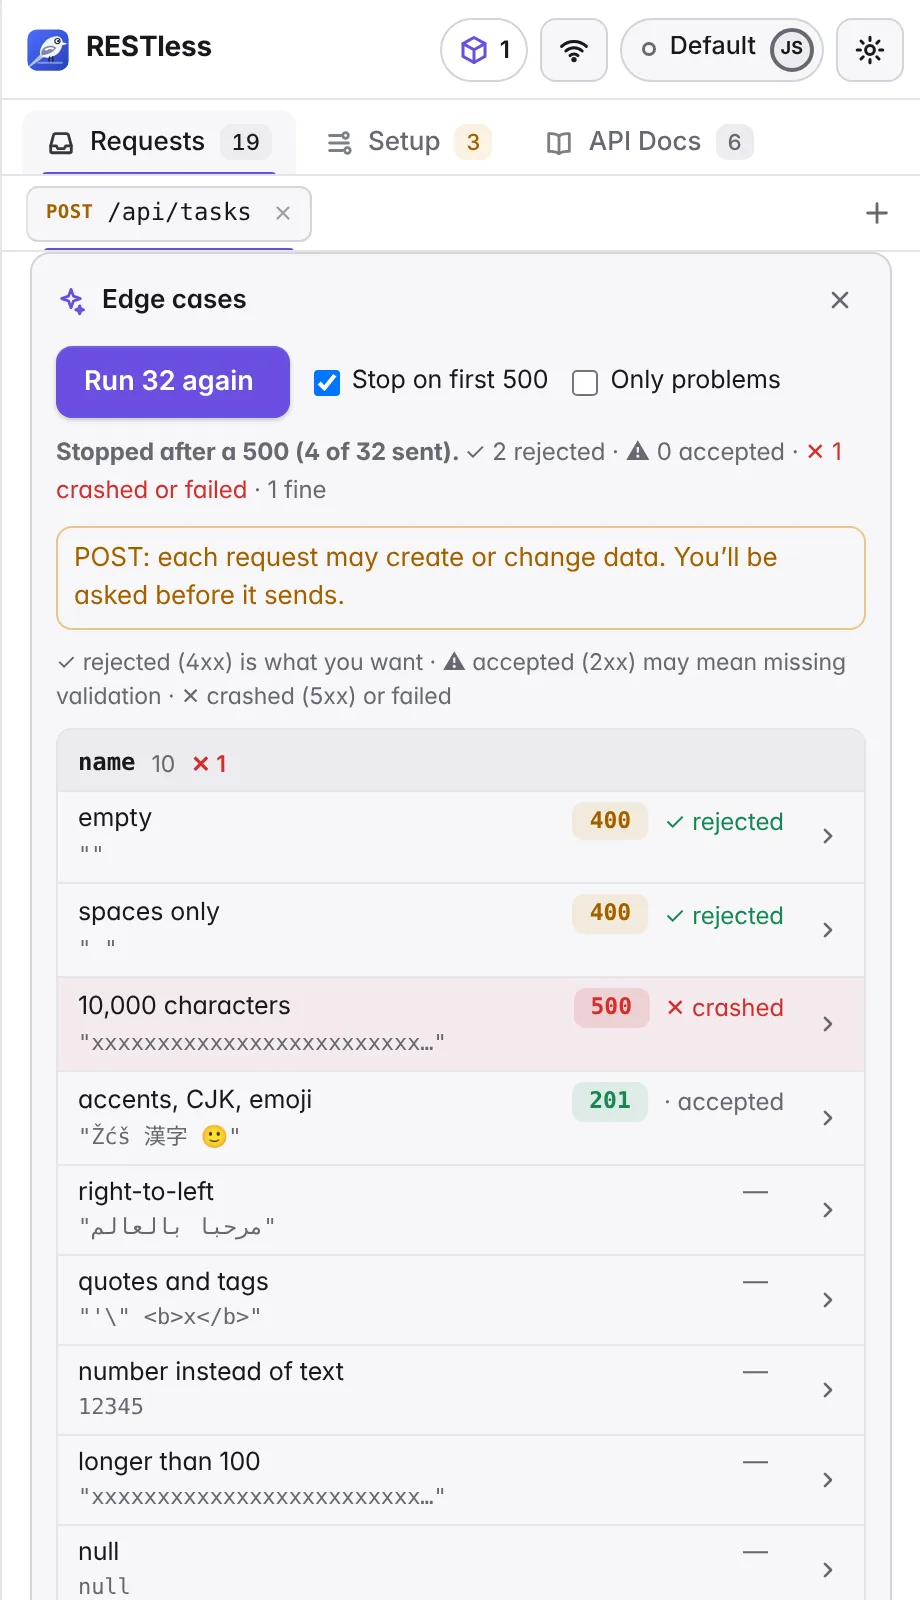 RESTless
1
Default
JS
Requests 19
Setup 3
API Docs 6
POST /api/tasks ×
+
Edge cases
Run 32 again
Stop on first 500
Only problems
Stopped after a 500 (4 of 32 sent). ✓ 2 rejected · ⚠ 0 accepted · ✕ 1
crashed or failed · 1 fine
POST: each request may create or change data. You’ll be
asked before it sends.
✓ rejected (4xx) is what you want · ⚠ accepted (2xx) may mean missing
validation · ✕ crashed (5xx) or failed
name 10 ✕ 1
empty 400 ✓ rejected
""
spaces only 400 ✓ rejected
" "
10,000 characters 500 ✕ crashed
"xxxxxxxxxxxxxxxxxxxxxxxxx…"
accents, CJK, emoji 201 · accepted
"Žćš 漢字 🙂"
right-to-left —
"مرحبا بالعالم"
quotes and tags —
"'\" <b>x</b>"
number instead of text —
12345
longer than 100 —
"xxxxxxxxxxxxxxxxxxxxxxxxx…"
null —
null